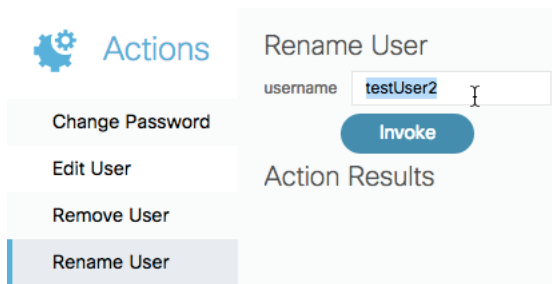 Actions
Change Password
Edit User
Remove User
Rename User
Rename User
username testUser2
Invoke
Action Results